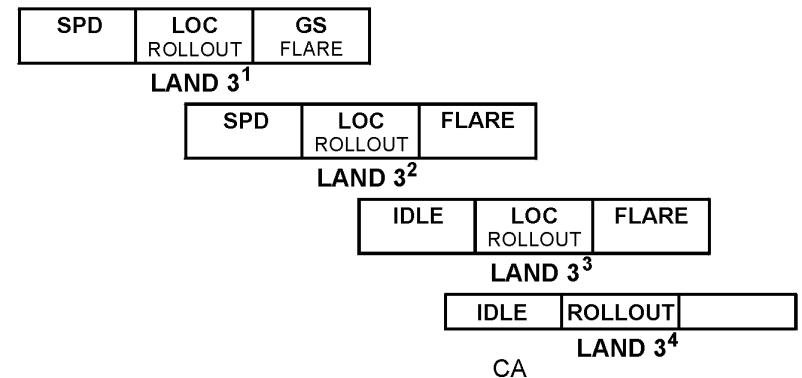 SPD LOC GS
ROLLOUT FLARE
LAND 3¹
SPD LOC FLARE
ROLLOUT
LAND 3²
IDLE LOC FLARE
ROLLOUT
LAND 3³
IDLE ROLLOUT
LAND 3⁴
CA